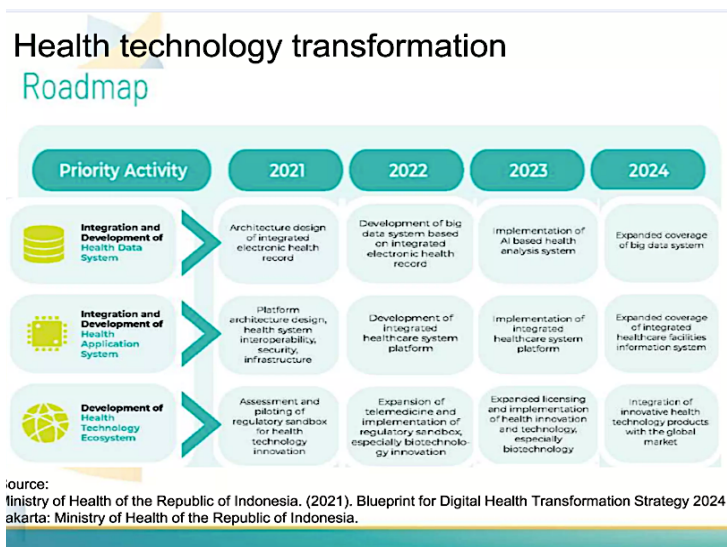 Health technology transformation
Roadmap
Priority Activity
2021
2022
2023
2024
Integration and
Development of
Health Data
System
Architecture design
of integrated
electronic health
record
Development of big
data system based
on integrated
electronic health
record
Implementation of
AI based health
analysis system
Expanded coverage
of big data system
Integration and
Development of
Health
Application
System
Platform
architecture design,
health system
interoperability,
security,
infrastructure
Development of
integrated
healthcare system
platform
Implementation of
integrated
healthcare system
platform
Expanded coverage
of integrated
healthcare facilities
information system
Development of
Health
Technology
Ecosystem
Assessment and
piloting of
regulatory sandbox
for health
technology
innovation
Expansion of
telemedicine and
implementation of
regulatory sandbox,
especially biotechnolo-
gy innovation
Expanded licensing
and implementation
of health innovation
and technology,
especially
biotechnology
Integration of
innovative health
technology products
with the global
market
Source:
Ministry of Health of the Republic of Indonesia. (2021). Blueprint for Digital Health Transformation Strategy 2024
akarta: Ministry of Health of the Republic of Indonesia.